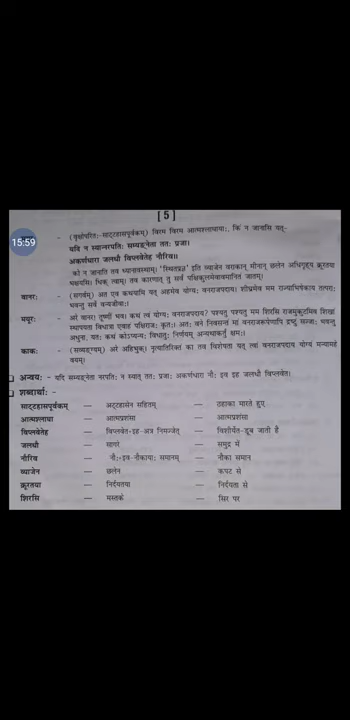 [ 5 ]
15:59
- (वृक्षोपरितः-साट्टहासपूर्वकम्) विरम विरम आत्मश्लाघायाः, किं न जानासि यत्-
यदि न स्यान्नरपतिः सम्यङ्नेता ततः प्रजा।
अकर्णधारा जलधौ विप्लवेतेह नौरिव॥
को न जानाति तव ध्यानावस्थाम्। 'स्थितप्रज्ञ' इति व्याजेन वराकान् मीनान् छलेन अधिगृह्य क्रूरतया
भक्षयसि। धिक् त्वाम्। तव कारणात् तु सर्वं पक्षिकुलमेवावमानितं जातम्।
वानरः - (सगर्वम्) अत एव कथयामि यत् अहमेव योग्यः वनराजपदाय। शीघ्रमेव मम राज्याभिषेकाय तत्पराः
भवन्तु सर्वे वन्यजीवाः।
मयूरः - अरे वानर! तूष्णीं भव। कथं त्वं योग्यः वनराजपदाय? पश्यतु पश्यतु मम शिरसि राजमुकुटमिव शिखां
स्थापयता विधात्रा एवाहं पक्षिराजः कृतः। अतः वने निवसन्तं मां वनराजरूपेणापि द्रष्टुं सज्जाः भवन्तु
अधुना, यतः कथं कोऽप्यन्यः विधातुः निर्णयम् अन्यथाकर्तुं क्षमः।
काकः - (सव्यङ्ग्यम्) अरे अहिभुक्। नृत्यातिरिक्तं का तव विशेषता यत् त्वां वनराजपदाय योग्यं मन्यामहे
वयम्।
❑ अन्वयः - यदि सम्यङ्नेता नरपतिः न स्यात् ततः प्रजाः अकर्णधारा नौः इव इह जलधौ विप्लवेत।
❑ शब्दार्थाः -
साट्टहासपूर्वकम् — अट्टहासेन सहितम् — ठहाका मारते हुए
आत्मश्लाघा — आत्मप्रशंसा — आत्मप्रशंसा
विप्लवेतेह — विप्लवेत-इह-अत्र निमज्जेत् — विशीर्येत-डूब जाती है
जलधौ — सागरे — समुद्र में
नौरिव — नौः-इव-नौकायाः समानम् — नौका समान
व्याजेन — छलेन — कपट से
क्रूरतया — निर्दयतया — निर्दयता से
शिरसि — मस्तके — सिर पर